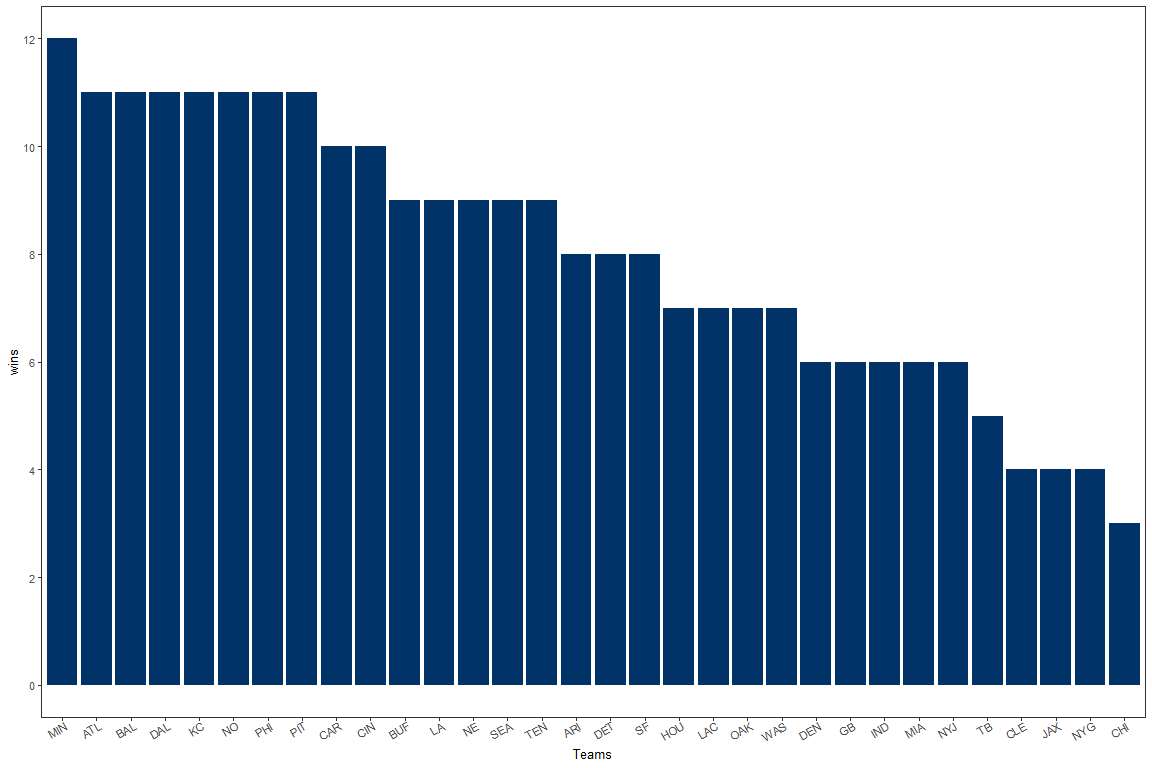 12
10
8
6
4
2
0
wins
MIN ATL BAL DAL KC NO PHI PIT CAR CIN BUF LA NE SEA TEN ARI DET SF HOU LAC OAK WAS DEN GB IND MIA NYJ TB CLE JAX NYG CHI
Teams